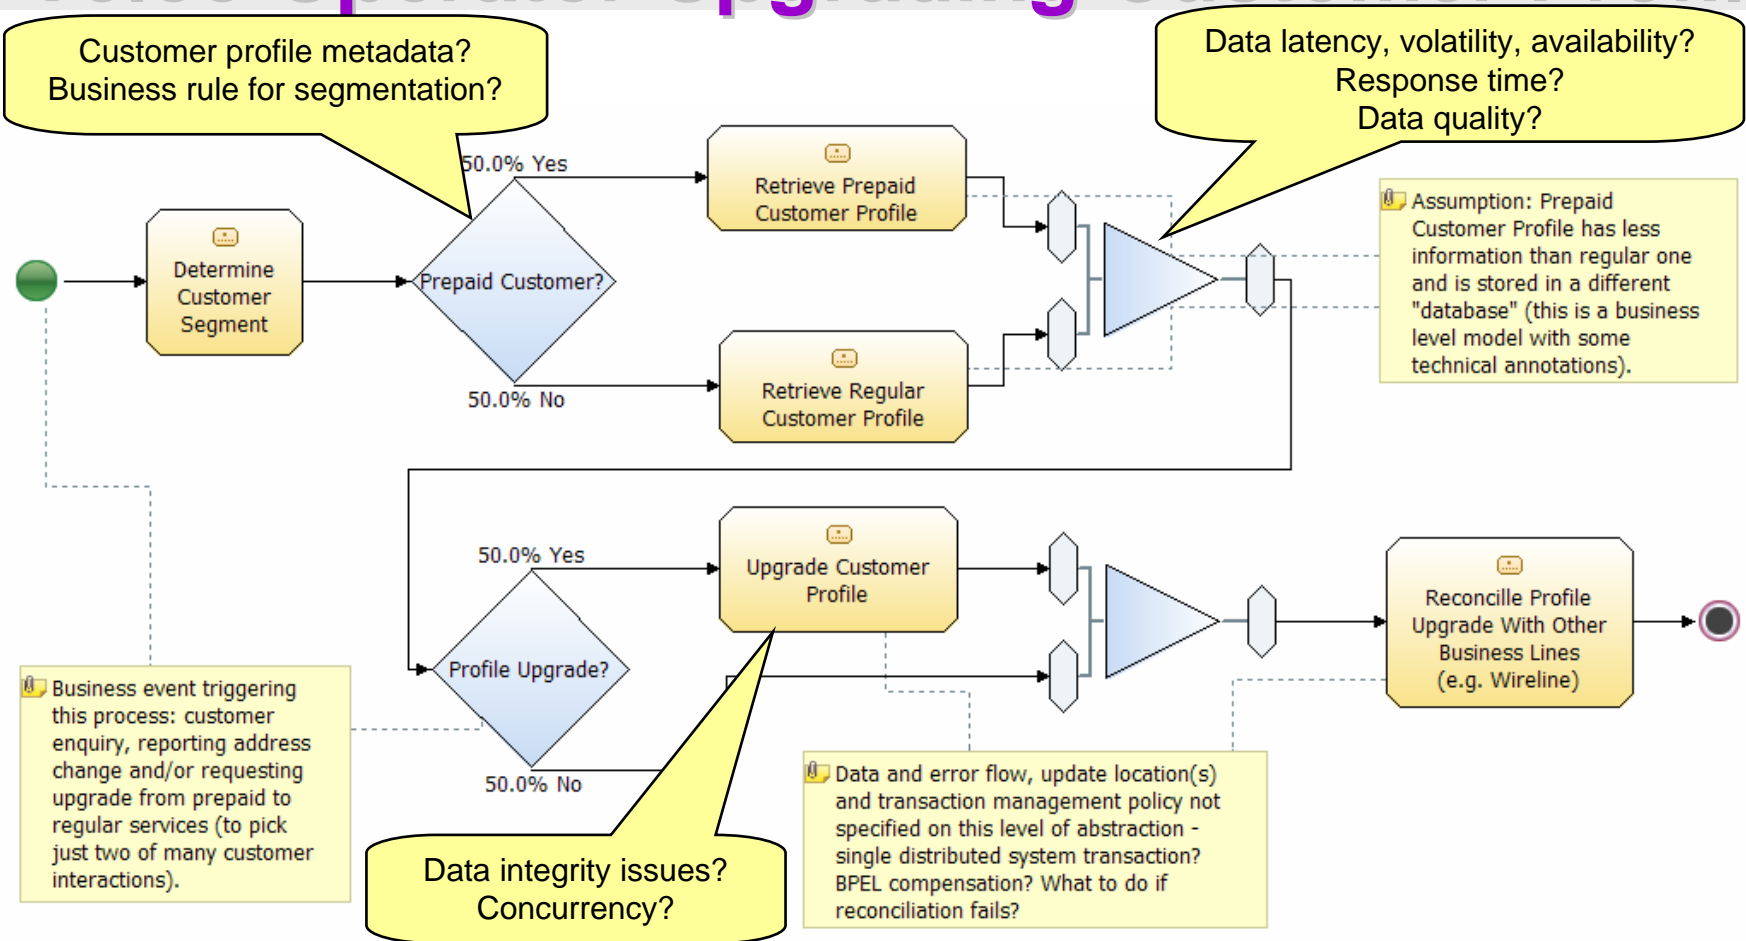 Customer profile metadata?
Business rule for segmentation?
Data latency, volatility, availability?
Response time?
Data quality?
50.0% Yes
Retrieve Prepaid
Customer Profile
Assumption: Prepaid
Customer Profile has less
information than regular one
and is stored in a different
"database" (this is a business
level model with some
technical annotations).
Determine
Customer
Segment
Prepaid Customer?
50.0% No
Retrieve Regular
Customer Profile
50.0% Yes
Upgrade Customer
Profile
Profile Upgrade?
50.0% No
Reconcille Profile
Upgrade With Other
Business Lines
(e.g. Wireline)
Business event triggering
this process: customer
enquiry, reporting address
change and/or requesting
upgrade from prepaid to
regular services (to pick
just two of many customer
interactions).
Data integrity issues?
Concurrency?
Data and error flow, update location(s)
and transaction management policy not
specified on this level of abstraction -
single distributed system transaction?
BPEL compensation? What to do if
reconciliation fails?